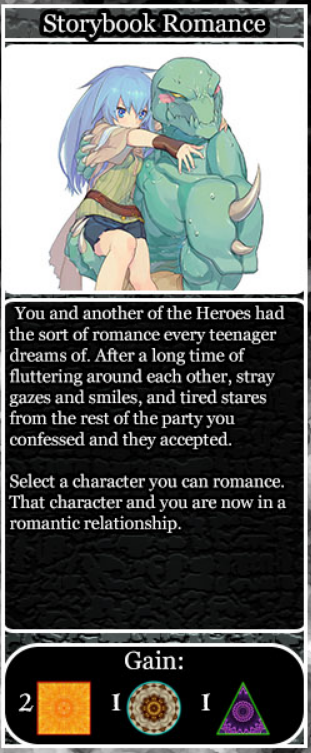 Storybook Romance
You and another of the Heroes had
the sort of romance every teenager
dreams of. After a long time of
fluttering around each other, stray
gazes and smiles, and tired stares
from the rest of the party you
confessed and they accepted.
Select a character you can romance.
That character and you are now in a
romantic relationship.
Gain:
2 1 1